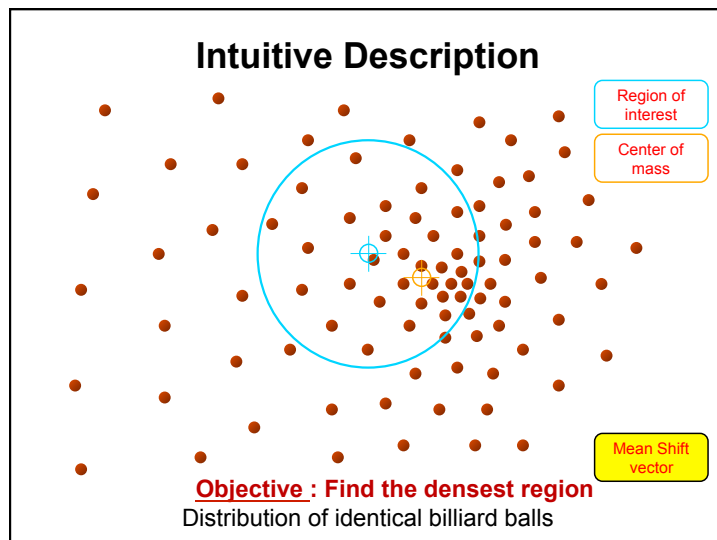 Intuitive Description
Region of
interest
Center of
mass
Mean Shift
vector
Objective : Find the densest region
Distribution of identical billiard balls